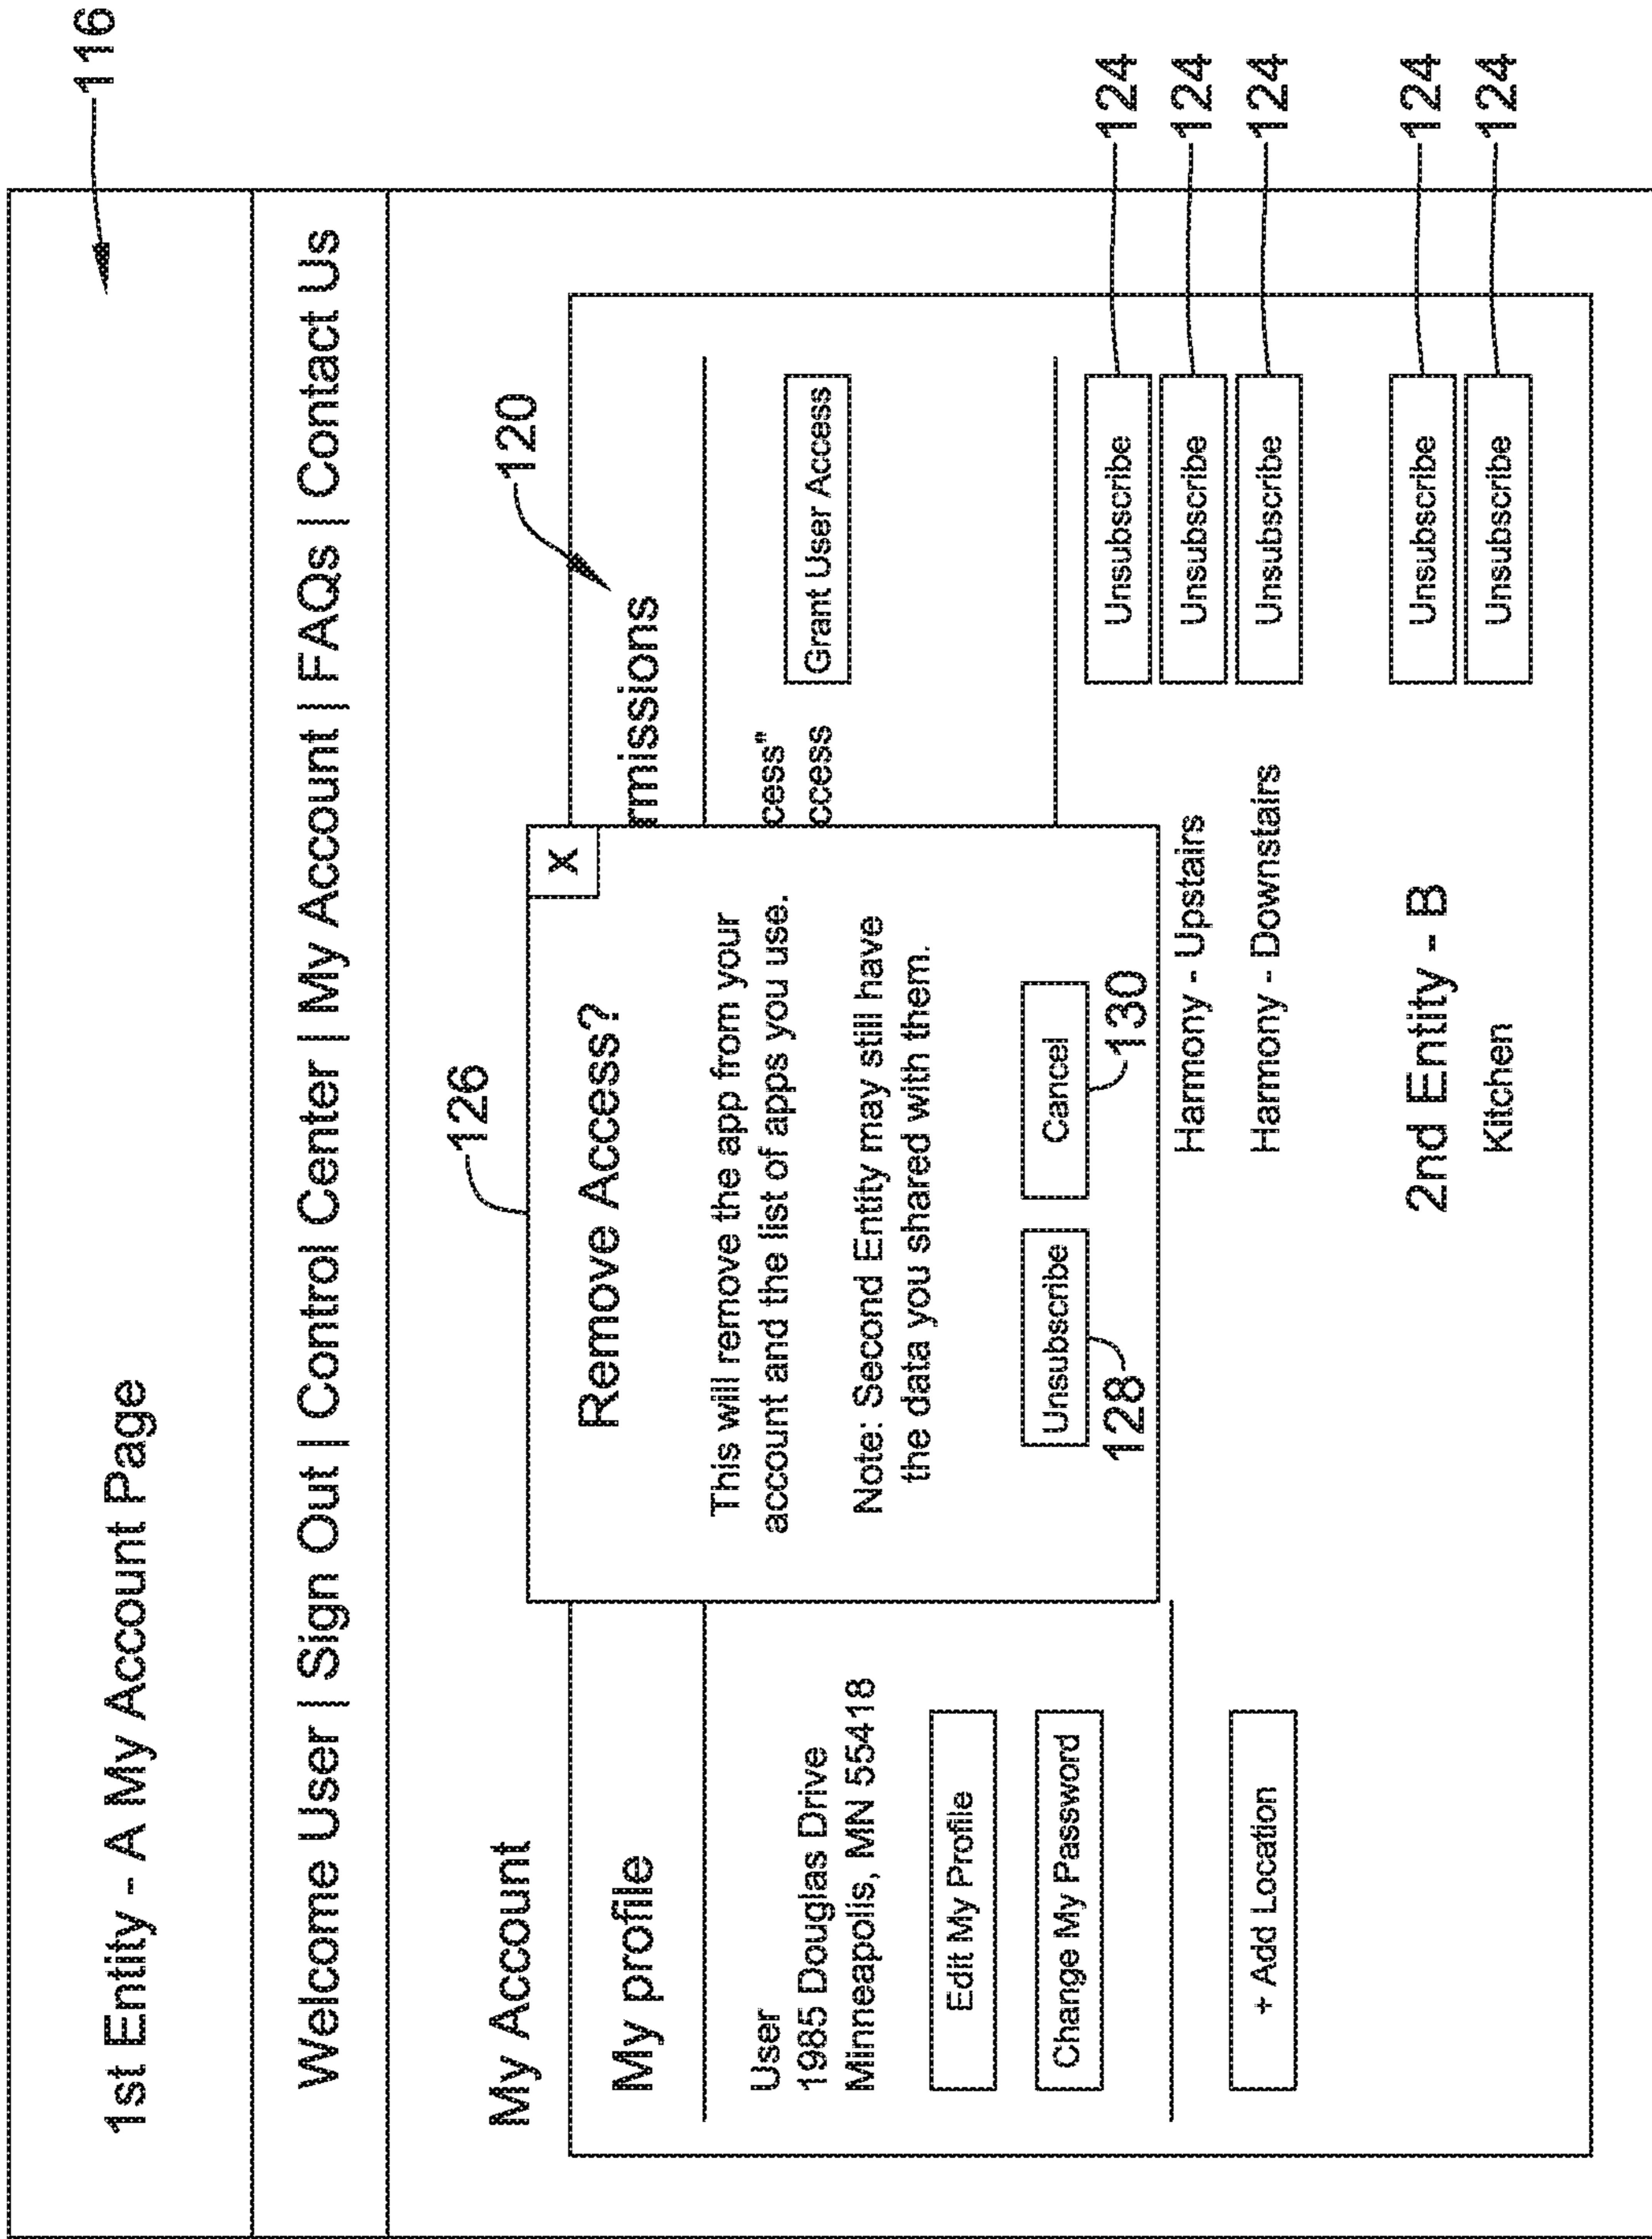 116
1st Entity - A My Account Page
Welcome User | Sign Out | Control Center | My Account | FAQs | Contact Us
My Account
126
120
My profile
rmissions
User
1985 Douglas Drive
Minneapolis, MN 55418
Edit My Profile
Change My Password
+ Add Location
X
Remove Access?
This will remove the app from your
account and the list of apps you use.
Note: Second Entity may still have
the data you shared with them.
Unsubscribe
Cancel
128
130
cess"
ccess
Grant User Access
Unsubscribe 124
Harmony - Upstairs Unsubscribe 124
Harmony - Downstairs Unsubscribe 124
2nd Entity - B Unsubscribe 124
Kitchen Unsubscribe 124